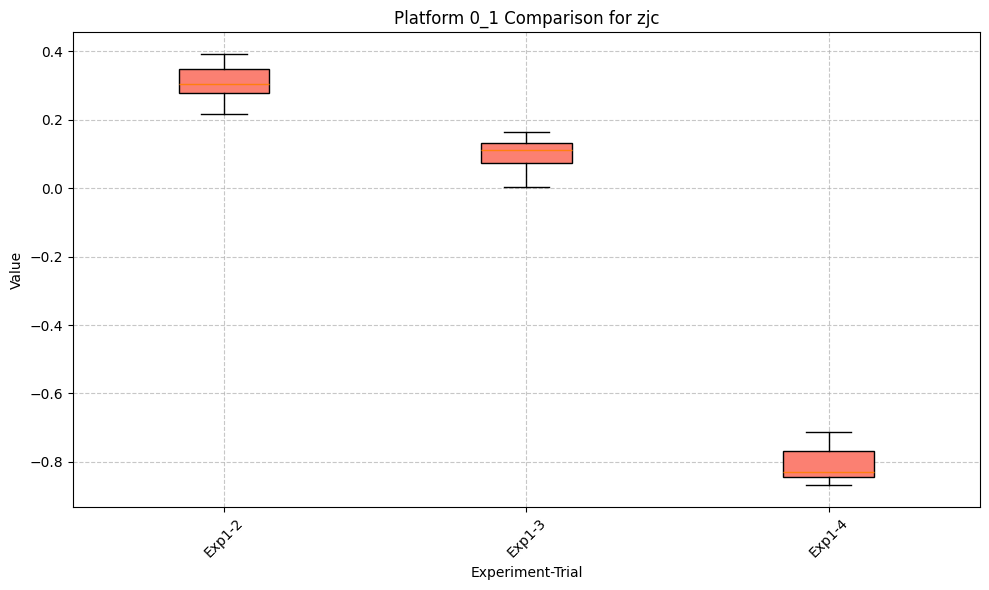 Platform 0_1 Comparison for zjc
Value
0.4
0.2
0.0
−0.2
−0.4
−0.6
−0.8
Exp1-2
Exp1-3
Exp1-4
Experiment-Trial